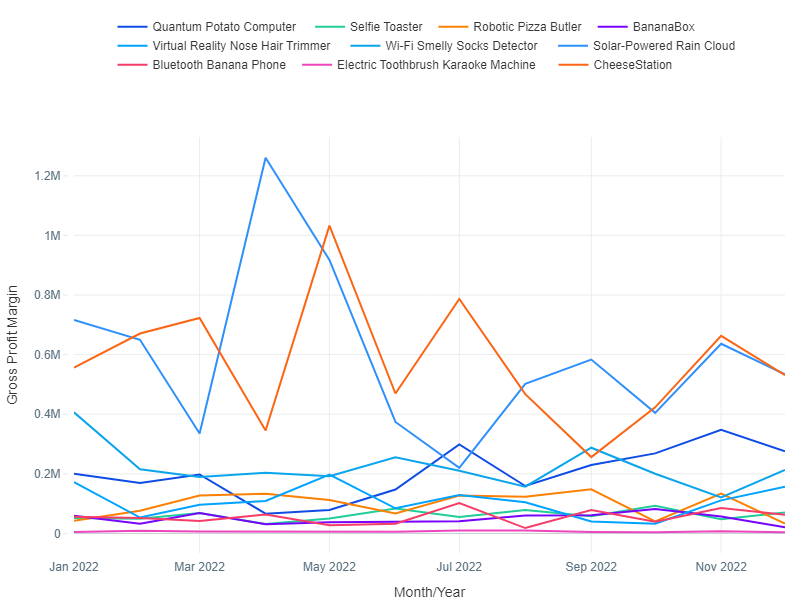 Quantum Potato Computer Selfie Toaster Robotic Pizza Butler BananaBox
Virtual Reality Nose Hair Trimmer Wi-Fi Smelly Socks Detector Solar-Powered Rain Cloud
Bluetooth Banana Phone Electric Toothbrush Karaoke Machine CheeseStation
1.2M
1M
0.8M
0.6M
0.4M
0.2M
0
Gross Profit Margin
Jan 2022 Mar 2022 May 2022 Jul 2022 Sep 2022 Nov 2022
Month/Year